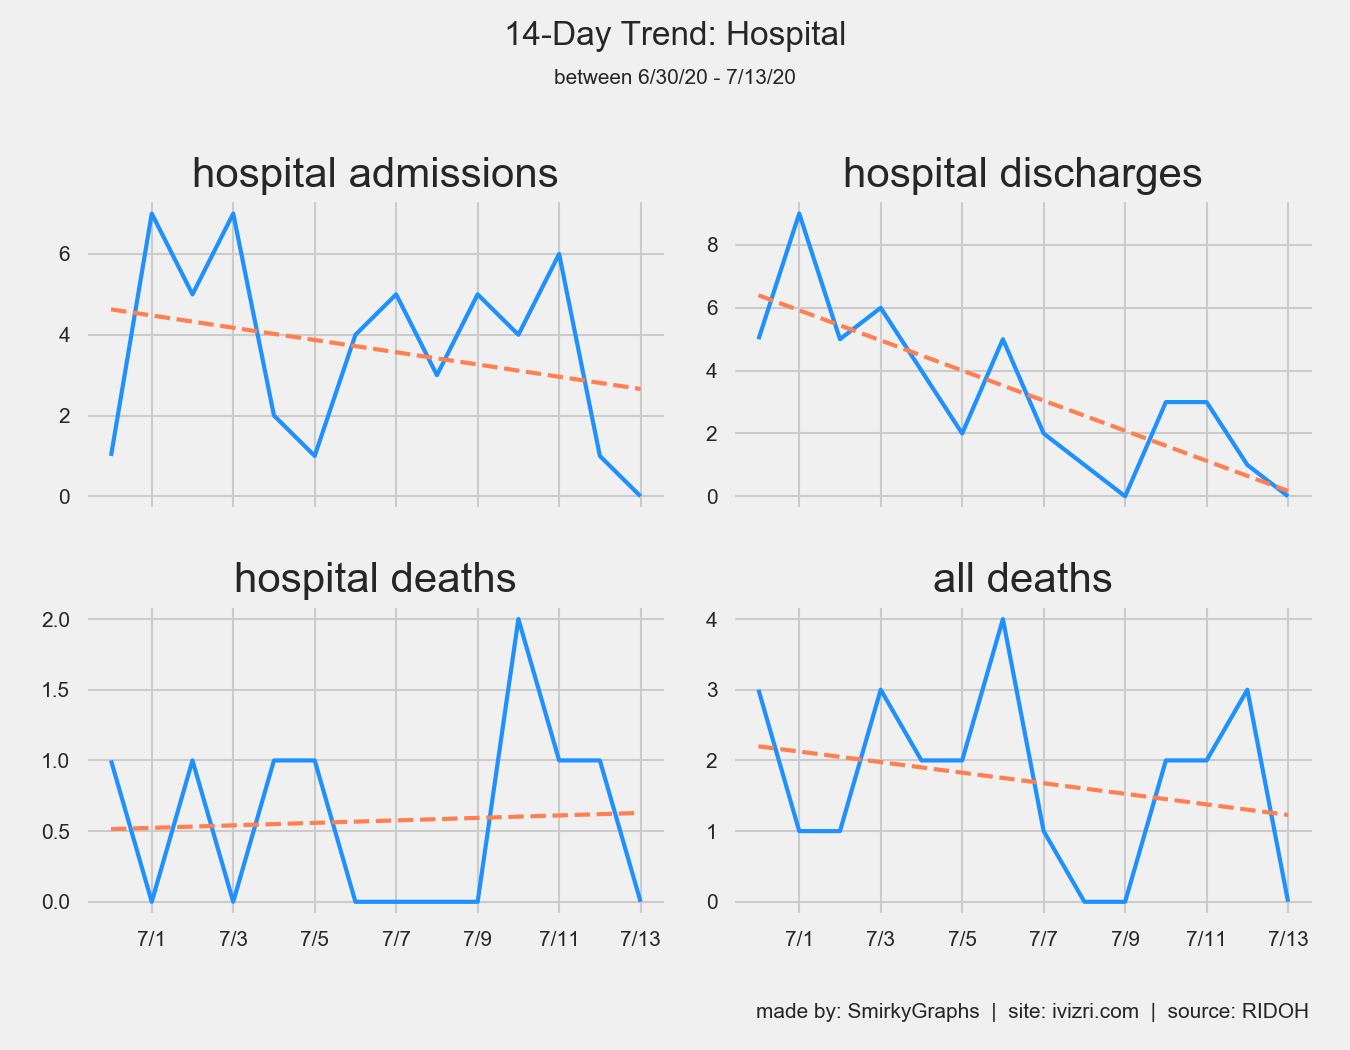 14-Day Trend: Hospital
between 6/30/20 - 7/13/20
hospital admissions
6
4
2
0
hospital discharges
8
6
4
2
0
hospital deaths
2.0
1.5
1.0
0.5
0.0
7/1 7/3 7/5 7/7 7/9 7/11 7/13
all deaths
4
3
2
1
0
7/1 7/3 7/5 7/7 7/9 7/11 7/13
made by: SmirkyGraphs | site: ivizri.com | source: RIDOH